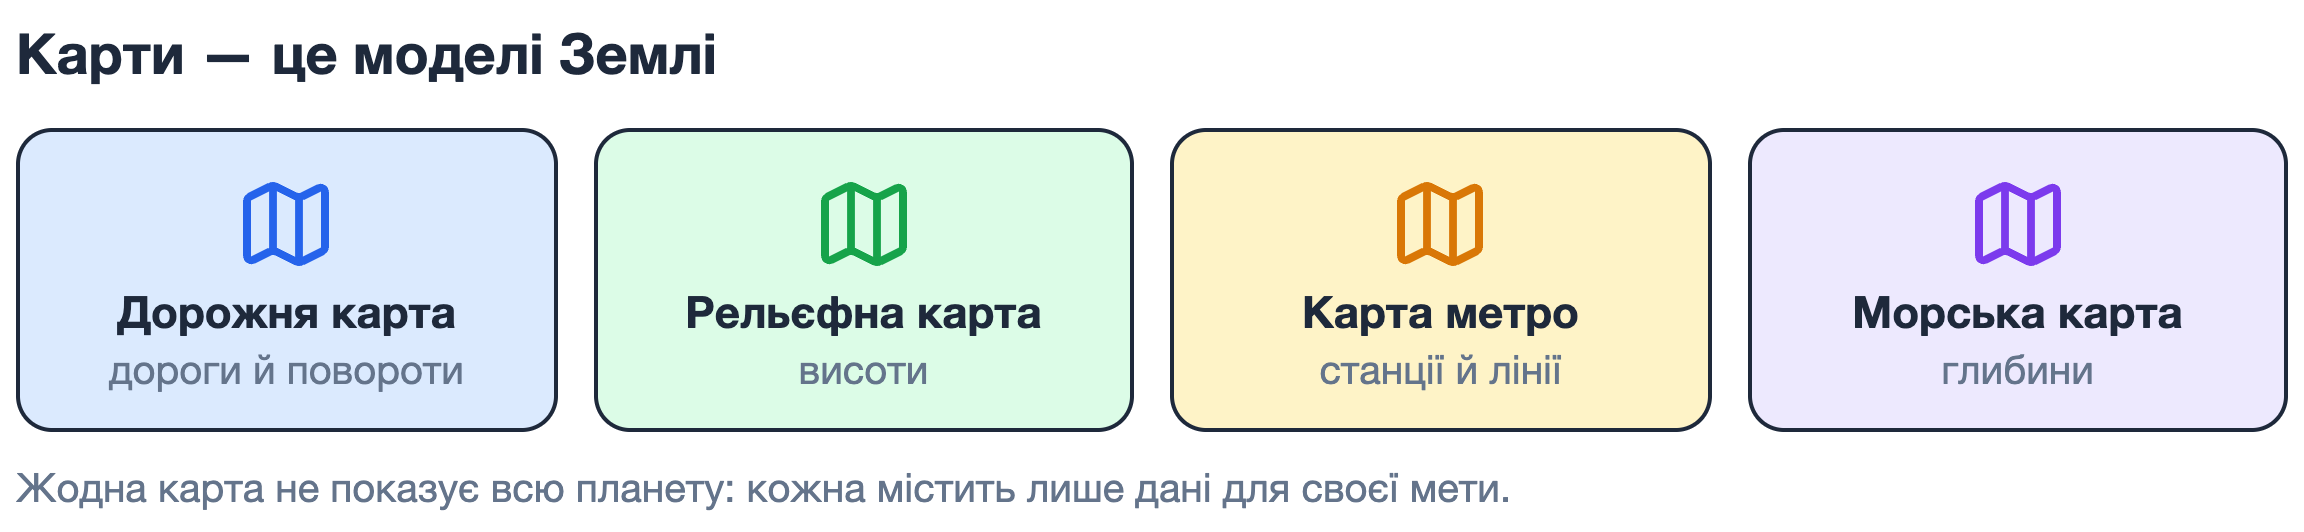 Карти — це моделі Землі
Дорожня карта
дороги й повороти
Рельєфна карта
висоти
Карта метро
станції й лінії
Морська карта
глибини
Жодна карта не показує всю планету: кожна містить лише дані для своєї мети.